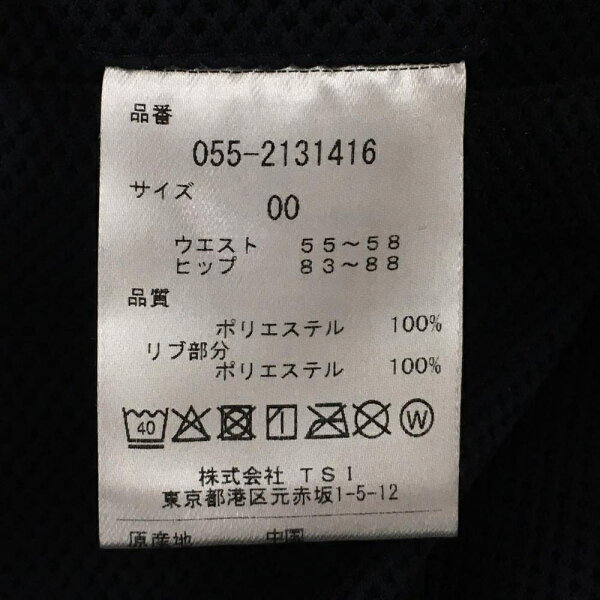 品番
055-2131416
サイズ
00
ウエスト 55～58
ヒップ 83～88
品質
ポリエステル 100%
リブ部分
ポリエステル 100%
40 W
株式会社 TSI
東京都港区元赤坂1-5-12
原産地 中国